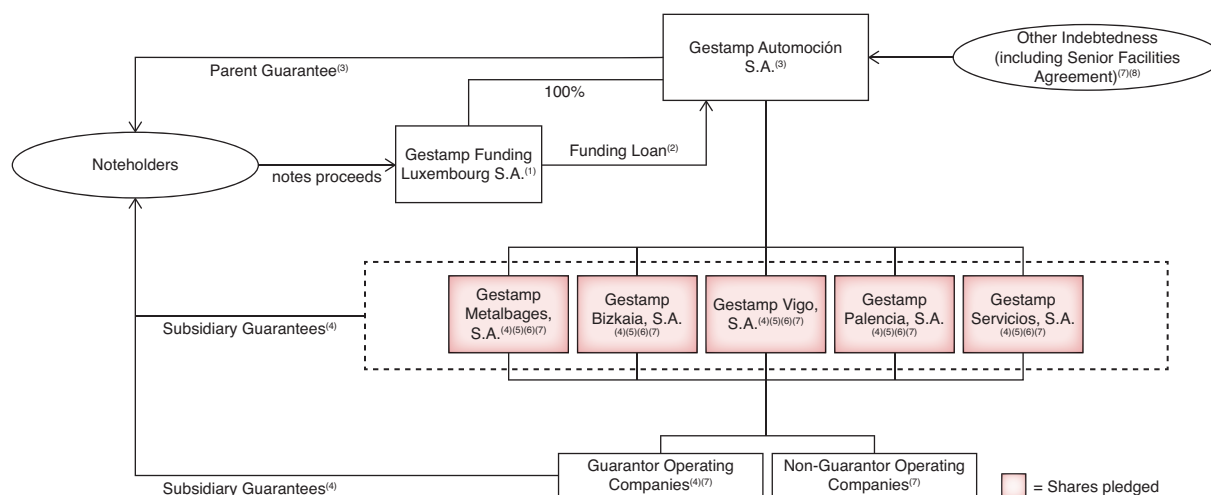 Gestamp Automoción
S.A.(3)
Other Indebtedness
(including Senior Facilities
Agreement)(7)(8)
Parent Guarantee(3)
100%
Noteholders
notes proceeds
Gestamp Funding
Luxembourg S.A.(1)
Funding Loan(2)
Gestamp
Metalbages,
S.A.(4)(5)(6)(7)
Gestamp
Bizkaia, S.A.
(4)(5)(6)(7)
Gestamp Vigo,
S.A.(4)(5)(6)(7)
Gestamp
Palencia, S.A.
(4)(5)(6)(7)
Gestamp
Servicios, S.A.
(4)(5)(6)(7)
Subsidiary Guarantees(4)
Guarantor Operating
Companies(4)(7)
Non-Guarantor Operating
Companies(7)
Subsidiary Guarantees(4)
= Shares pledged